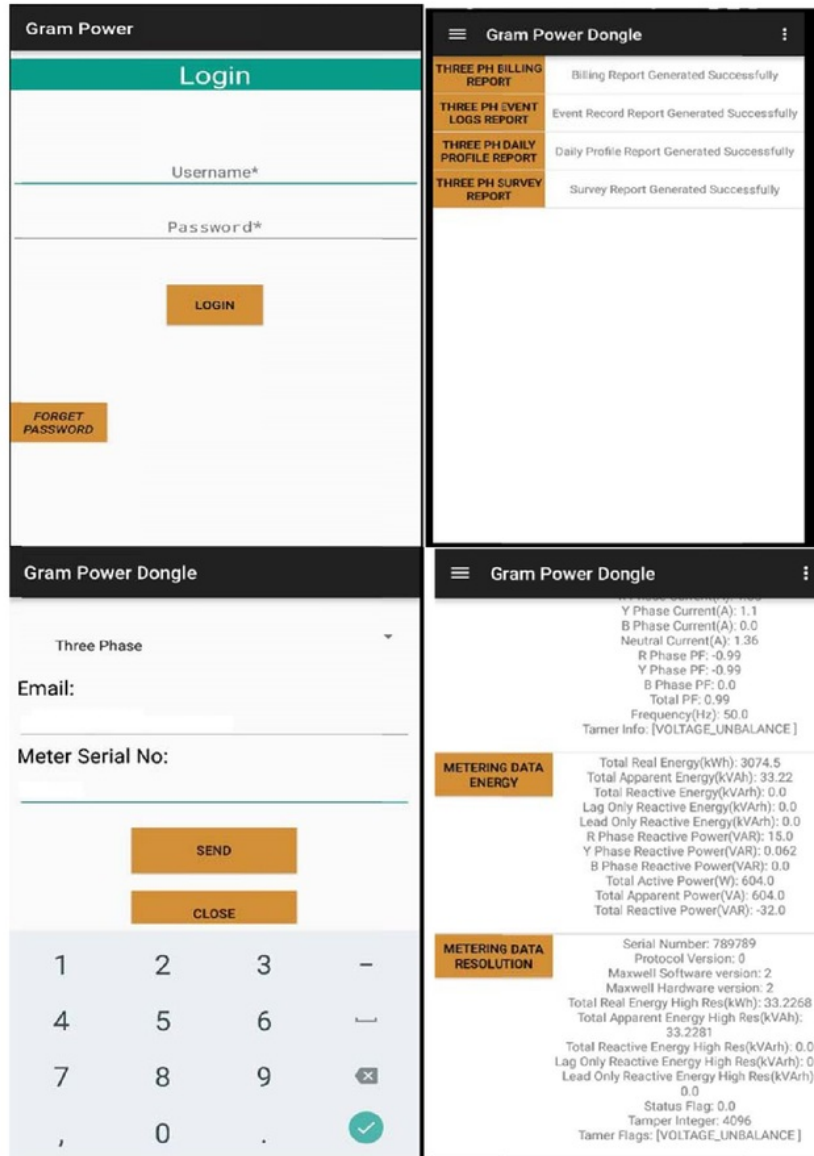 Gram Power
Login
Username*
Password*
LOGIN
FORGET
PASSWORD
Gram Power Dongle
THREE PH BILLING
REPORT
Billing Report Generated Successfully
THREE PH EVENT
LOGS REPORT
Event Record Report Generated Successfully
THREE PH DAILY
PROFILE REPORT
Daily Profile Report Generated Successfully
THREE PH SURVEY
REPORT
Survey Report Generated Successfully
Gram Power Dongle
Three Phase
Email:
Meter Serial No:
SEND
CLOSE
1 2 3 -
4 5 6
7 8 9
, 0 .
Gram Power Dongle
Y Phase Current(A): 1.1
B Phase Current(A): 0.0
Neutral Current(A): 1.36
R Phase PF: -0.99
Y Phase PF: -0.99
B Phase PF: 0.0
Total PF: 0.99
Frequency(Hz): 50.0
Tamer Info: [VOLTAGE_UNBALANCE ]
METERING DATA
ENERGY
Total Real Energy(kWh): 3074.5
Total Apparent Energy(kVAh): 33.22
Total Reactive Energy(kVArh): 0.0
Lag Only Reactive Energy(kVArh): 0.0
Lead Only Reactive Energy(kVArh): 0.0
R Phase Reactive Power(VAR): 15.0
Y Phase Reactive Power(VAR): 0.062
B Phase Reactive Power(VAR): 0.0
Total Active Power(W): 604.0
Total Apparent Power(VA): 604.0
Total Reactive Power(VAR): -32.0
METERING DATA
RESOLUTION
Serial Number: 789789
Protocol Version: 0
Maxwell Software version: 2
Maxwell Hardware version: 2
Total Real Energy High Res(kWh): 33.2268
Total Apparent Energy High Res(kVAh):
33.2281
Total Reactive Energy High Res(kVArh): 0.0
Lag Only Reactive Energy High Res(kVArh): 0
Lead Only Reactive Energy High Res(kVArh)
0.0
Status Flag: 0.0
Tamper Integer: 4096
Tamer Flags: [VOLTAGE_UNBALANCE ]